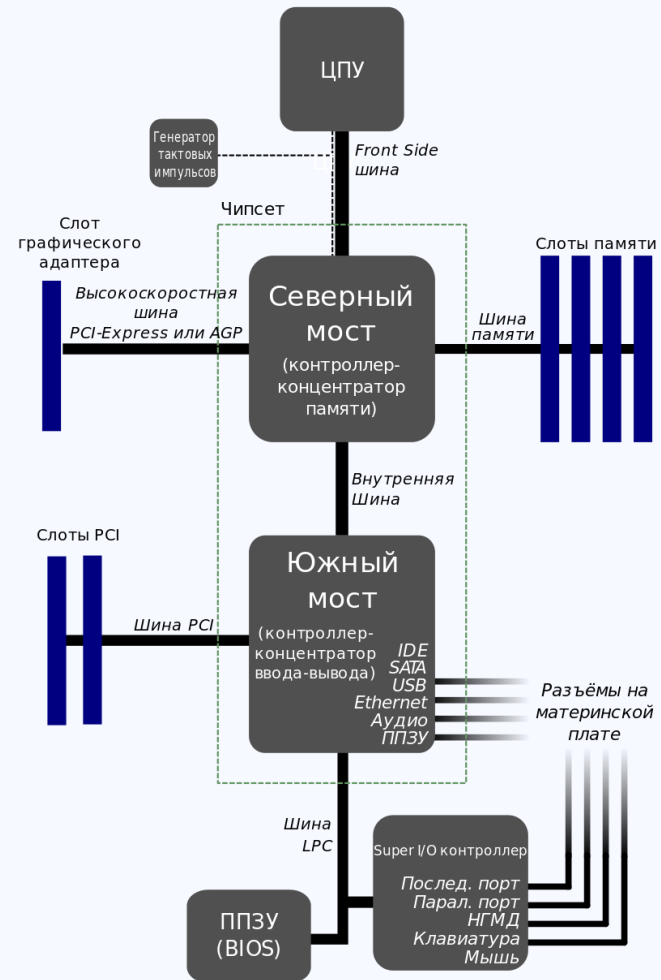 ЦПУ
Генератор
тактовых
импульсов
Front Side
шина
Чипсет
Слот
графического
адаптера
Высокоскоростная
шина
PCI-Express или AGP
Северный
мост
(контроллер-
концентратор
памяти)
Шина
памяти
Слоты памяти
Внутренняя
Шина
Слоты PCI
Шина PCI
Южный
мост
(контроллер-
концентратор
ввода-вывода)
IDE
SATA
USB
Ethernet
Аудио
ППЗУ
Разъёмы на
материнской
плате
Шина
LPC
Super I/O контроллер
Послед. порт
Парал. порт
НГМД
Клавиатура
Мышь
ППЗУ
(BIOS)